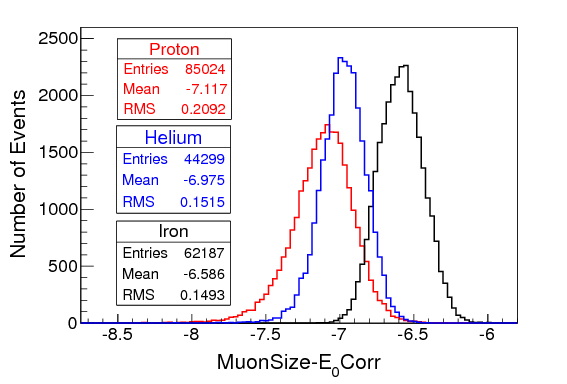 2500
2000
1500
1000
500
0
Number of Events
Proton
Entries 85024
Mean -7.117
RMS 0.2092
Helium
Entries 44299
Mean -6.975
RMS 0.1515
Iron
Entries 62187
Mean -6.586
RMS 0.1493
-8.5 -8 -7.5 -7 -6.5 -6
MuonSize-E0Corr